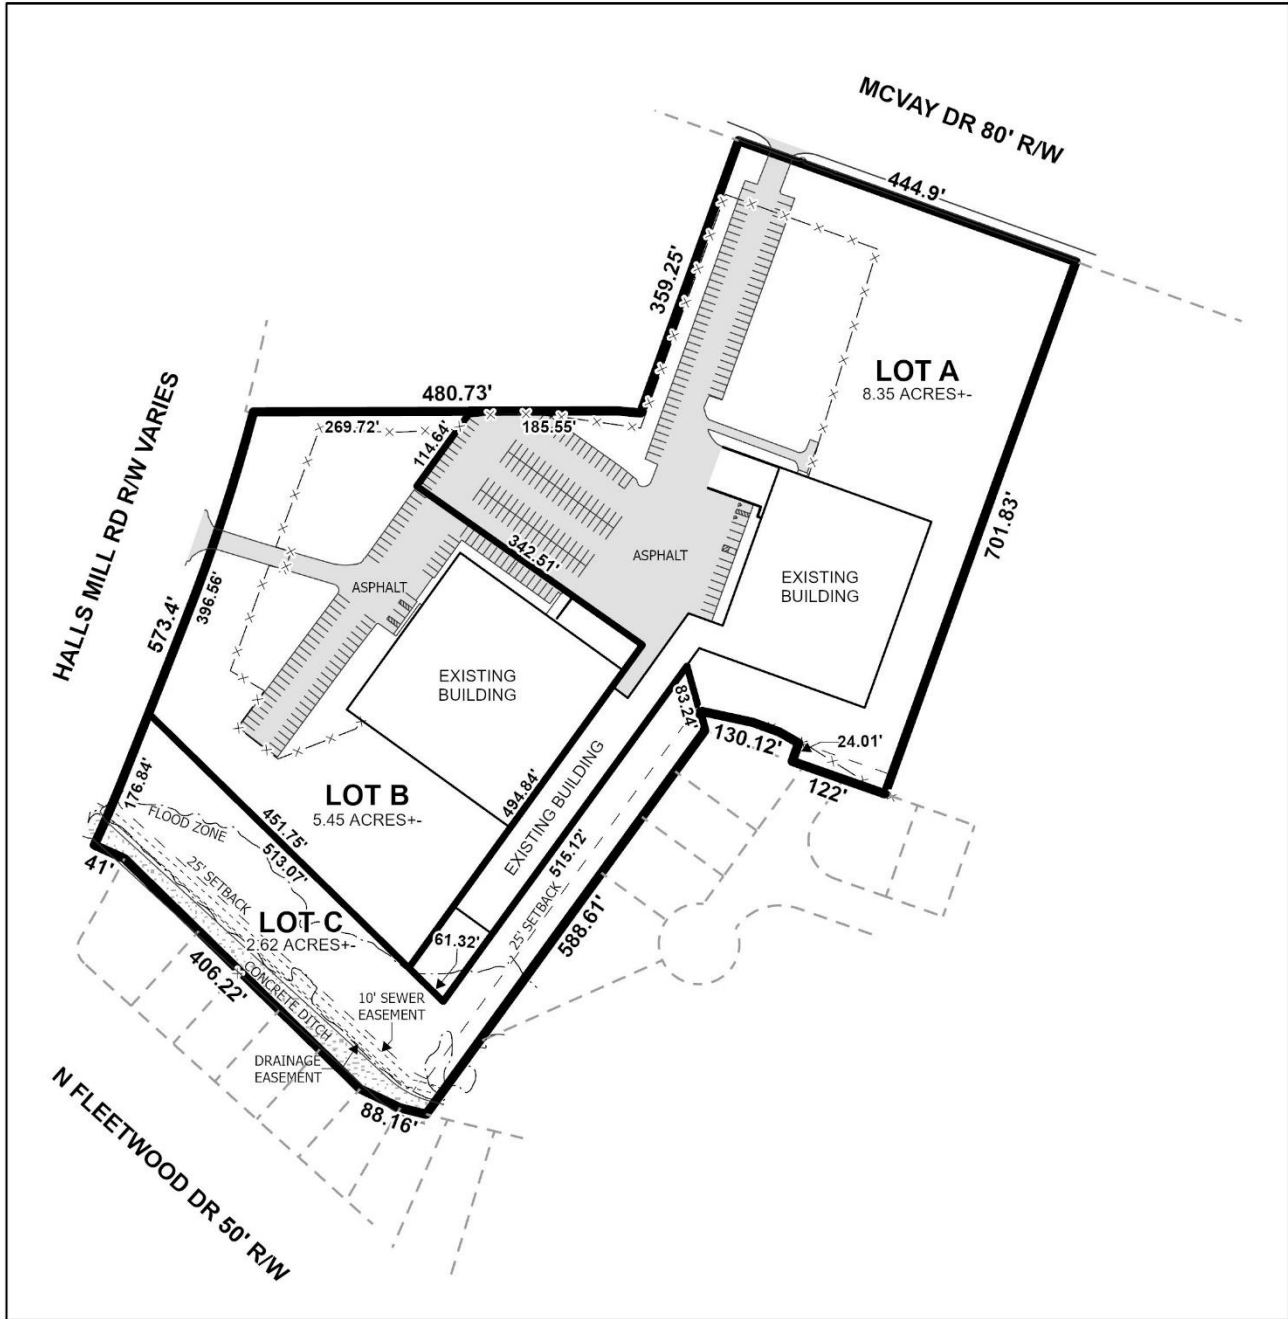 MCVAY DR 80' R/W
444.9'
359.25'
LOT A
8.35 ACRES+-
480.73'
269.72'
114.64'
185.55'
HALLS MILL RD R/W VARIES
701.83'
342.51'
ASPHALT
ASPHALT
EXISTING
BUILDING
573.4'
396.56'
EXISTING
BUILDING
83.24'
130.12'
24.01'
122'
176.84'
LOT B
5.45 ACRES+-
494.84'
EXISTING BUILDING
515.12'
FLOOD ZONE
451.75'
513.07'
41'
25' SETBACK
25' SETBACK
588.61'
LOT C
2.62 ACRES+-
61.32'
406.22'
CONCRETE DITCH
10' SEWER
EASEMENT
DRAINAGE
EASEMENT
88.16'
N FLEETWOOD DR 50' R/W